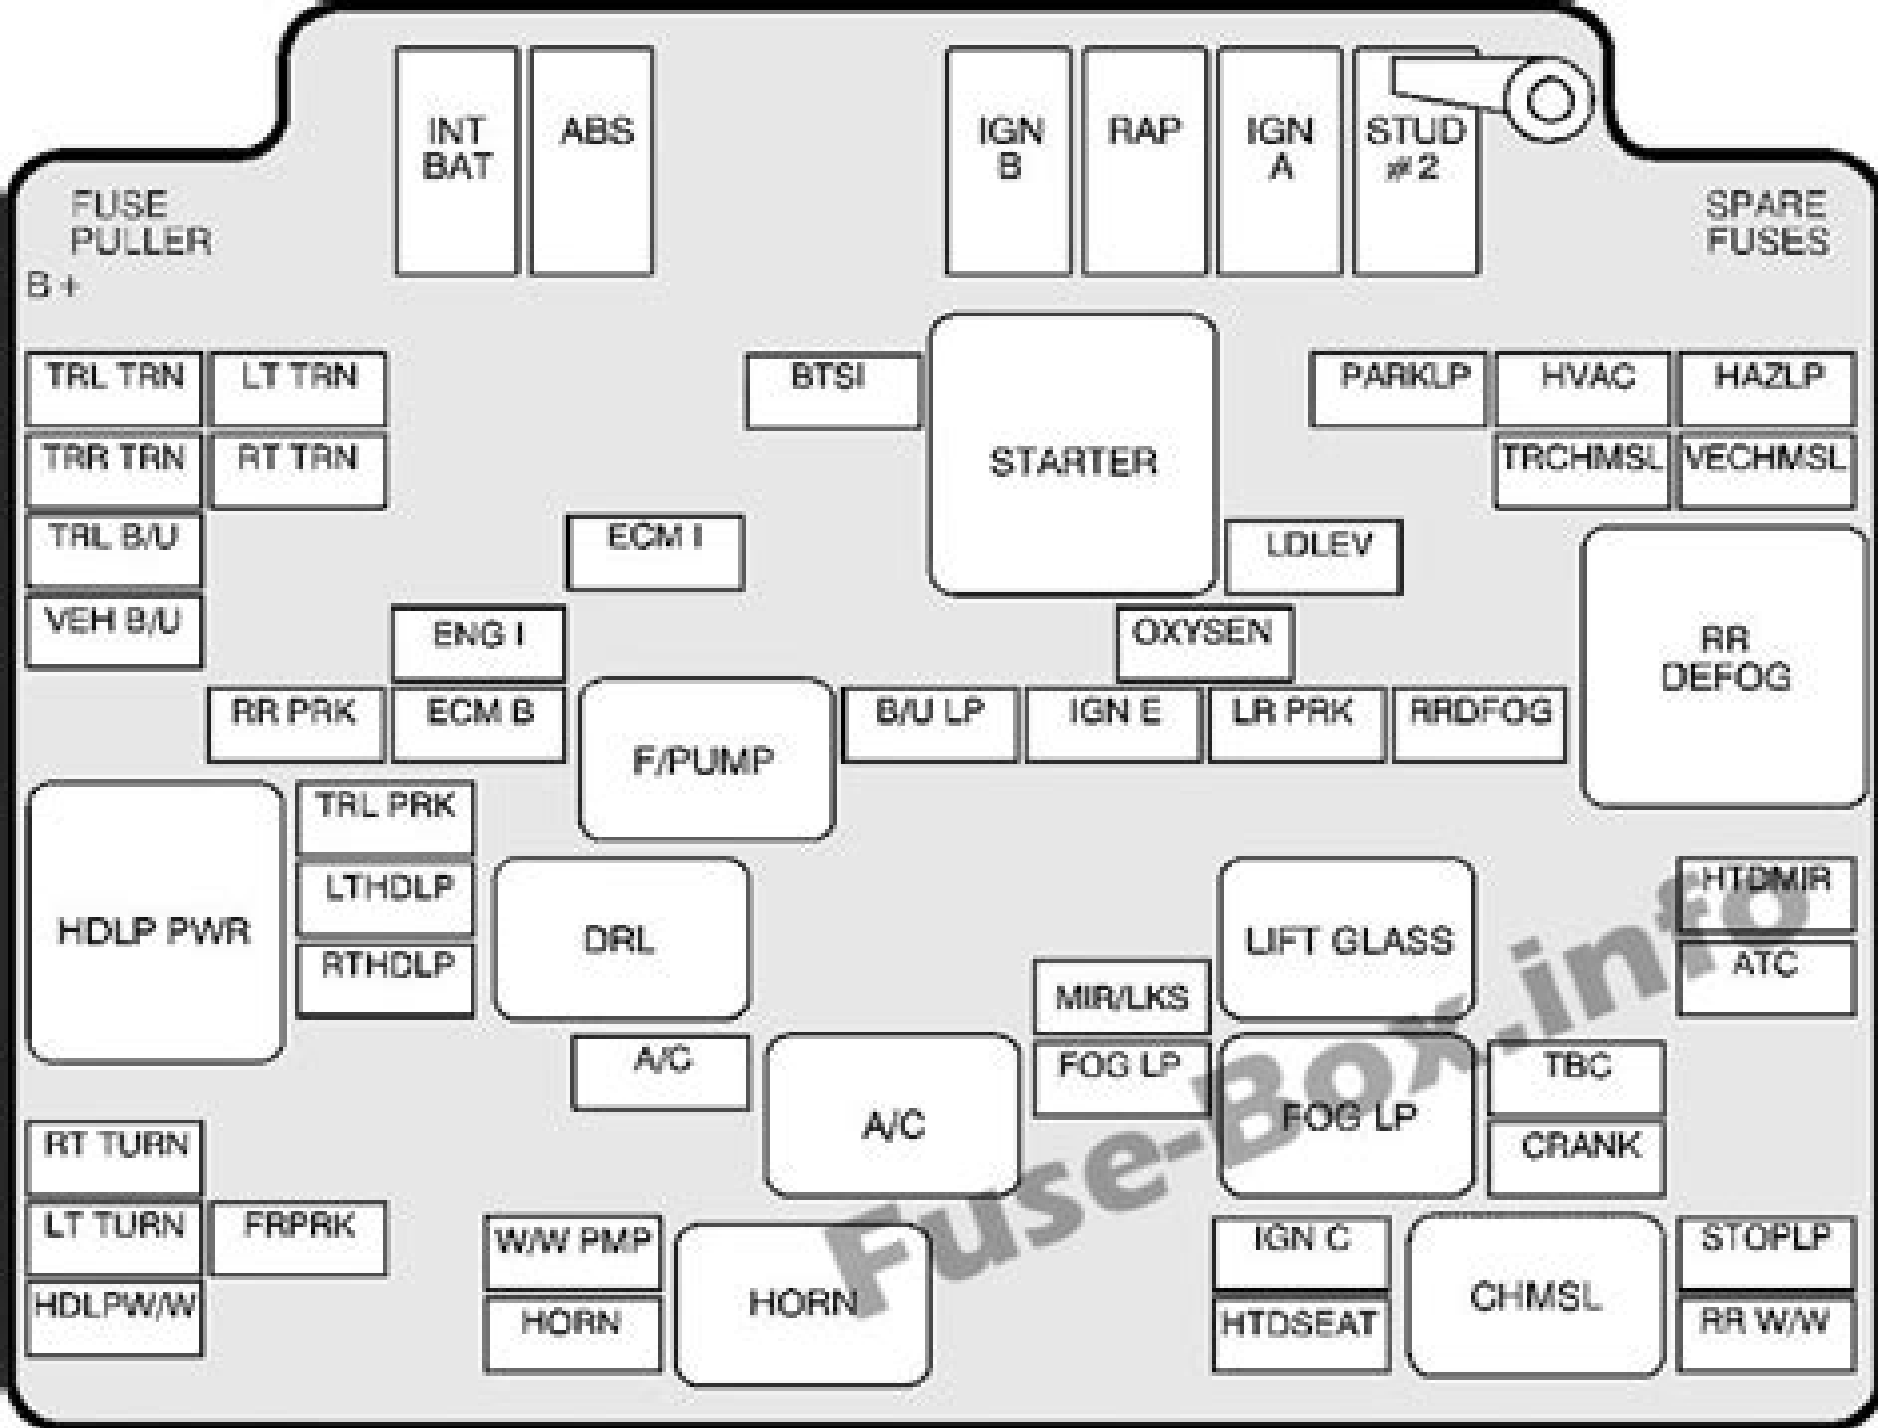 INT
BAT
ABS
IGN
B
RAP
IGN
A
STUD
#2
FUSE
PULLER
SPARE
FUSES
B+
TRL TRN
LT TRN
BTSI
PARKLP
HVAC
HAZLP
TRR TRN
RT TRN
STARTER
TRCHMSL
VECHMSL
TRL B/U
ECM I
LDLEV
VEH B/U
ENG I
OXYSEN
RR
DEFOG
RR PRK
ECM B
F/PUMP
B/U LP
IGN E
LR PRK
RRDFOG
TRL PRK
LTHDLP
HDLP PWR
DRL
LIFT GLASS
HTDMIR
RTHDLP
MIR/LKS
ATC
A/C
A/C
FOG LP
FOG LP
TBC
RT TURN
CRANK
LT TURN
FRPRK
W/W PMP
HORN
IGN C
CHMSL
STOPLP
HDLPW/W
HORN
HTDSEAT
RR W/W
Fuse-Box.info